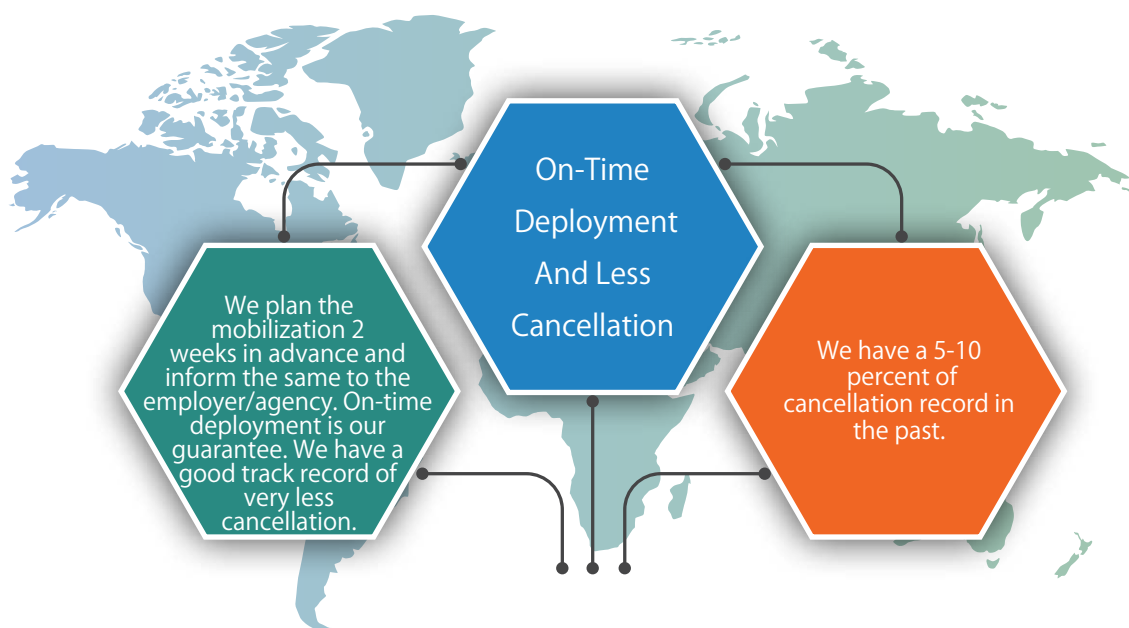 On-Time
Deployment
And Less
Cancellation
We plan the
mobilization 2
weeks in advance and
inform the same to the
employer/agency. On-time
deployment is our
guarantee. We have a
good track record of
very less
cancellation.
We have a 5-10
percent of
cancellation record in
the past.